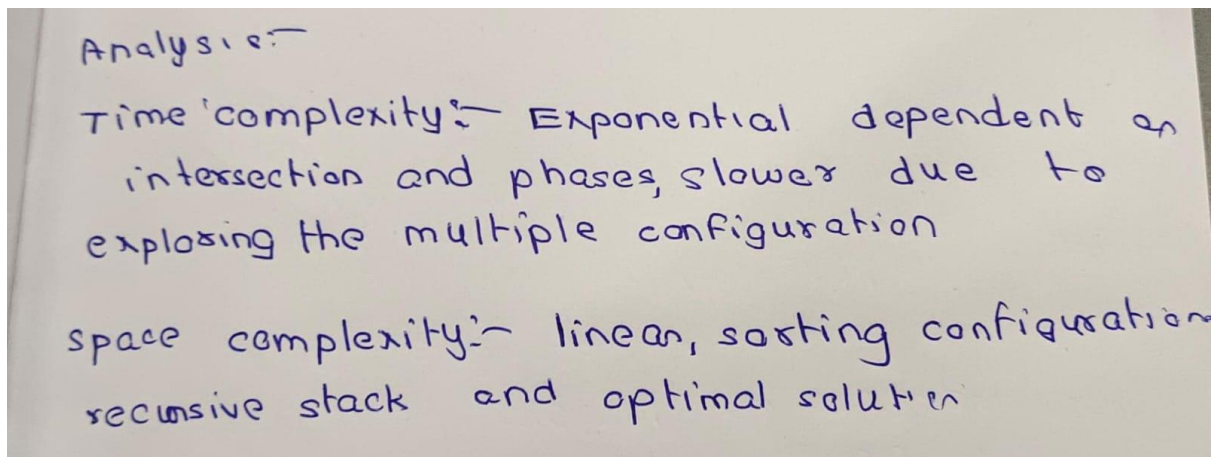 Analysis:-
Time complexity:- Exponential dependent on
intersection and phases, slower due to
exploring the multiple configuration
space complexity:- linear, sorting configuration
recursive stack and optimal solution